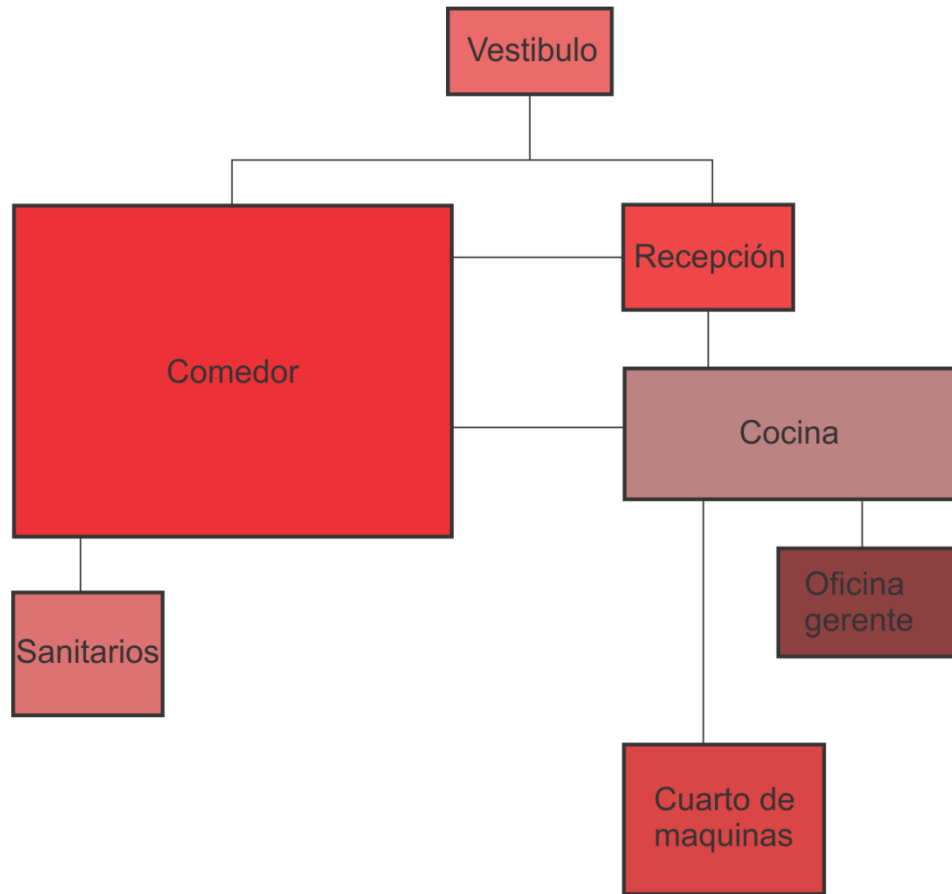 Vestibulo
Recepción
Comedor
Cocina
Oficina
gerente
Sanitarios
Cuarto de
maquinas